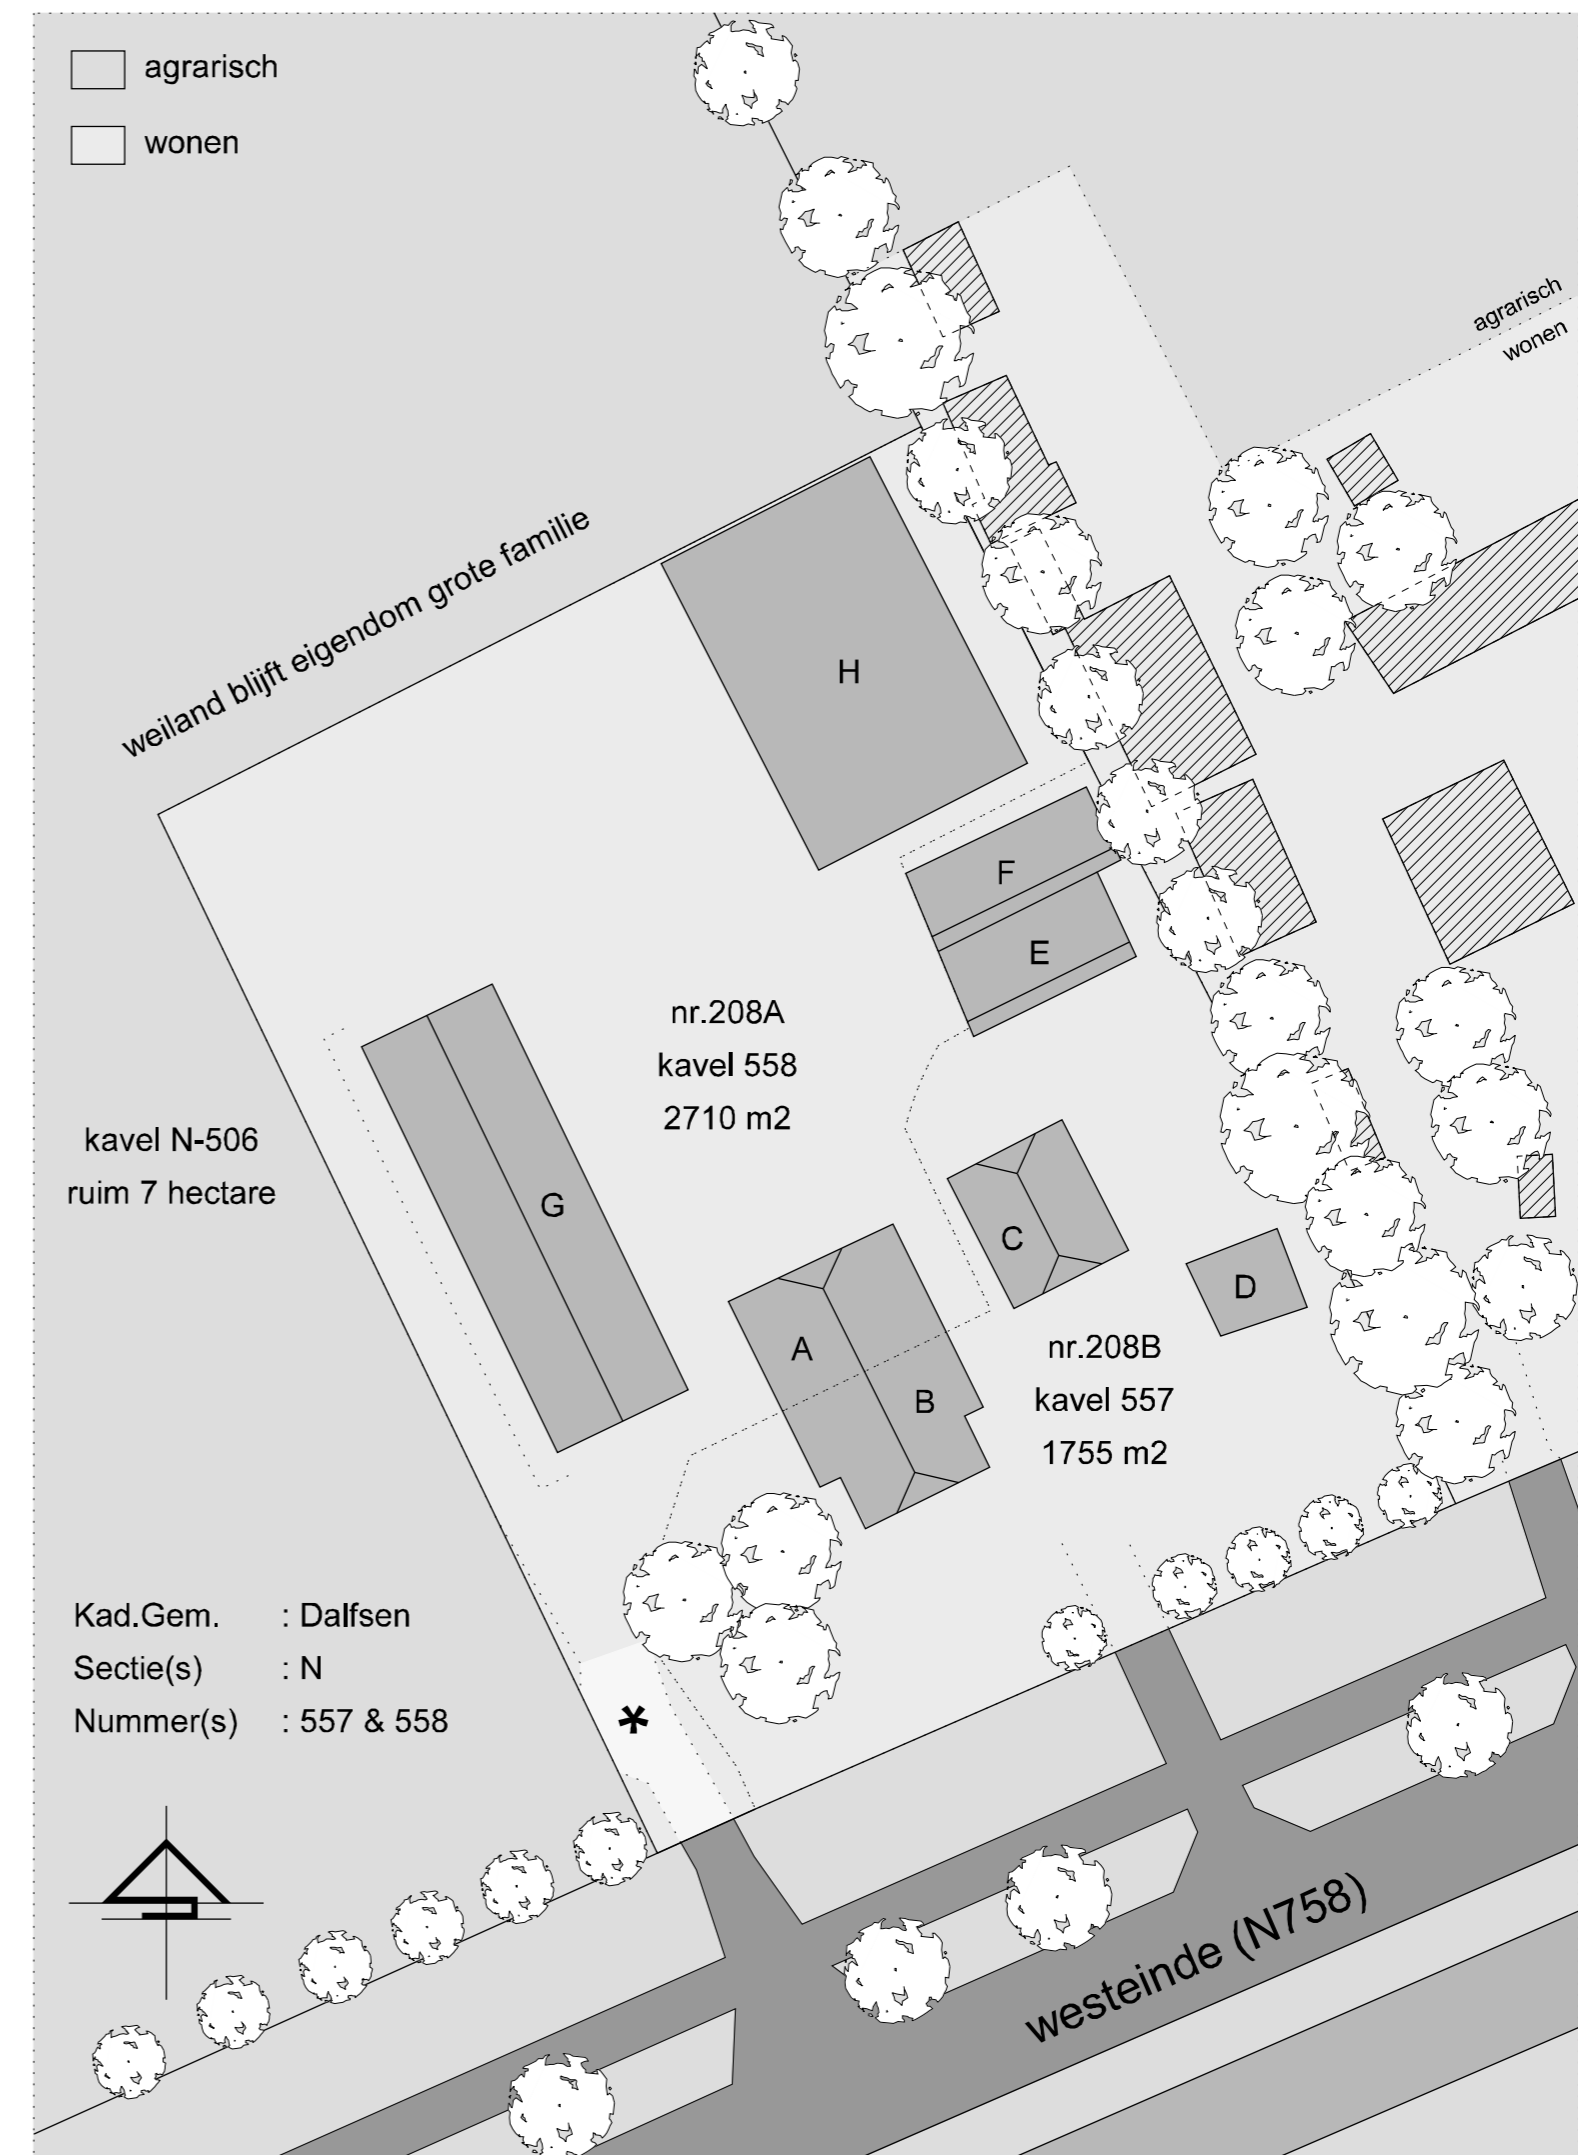 agrarisch
wonen
agrarisch
wonen
weiland blijft eigendom grote familie
H
F
E
nr.208A
kavel 558
2710 m2
kavel N-506
ruim 7 hectare
G
C
D
A
B
nr.208B
kavel 557
1755 m2
Kad.Gem. : Dalfsen
Sectie(s) : N
Nummer(s) : 557 & 558
*
westeinde (N758)